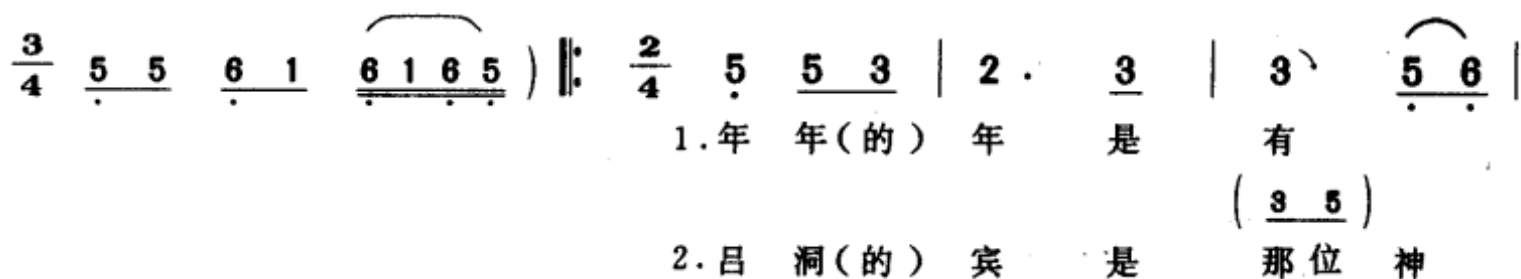 3/4 5 5 6 1 6 1 6 5 ) ‖: 2/4 5 5 3 | 2 . 3 | 3 5 6 |
1.年 年(的) 年 是 有
( 3 5 )
2.吕 洞(的) 宾 是 那 位 神